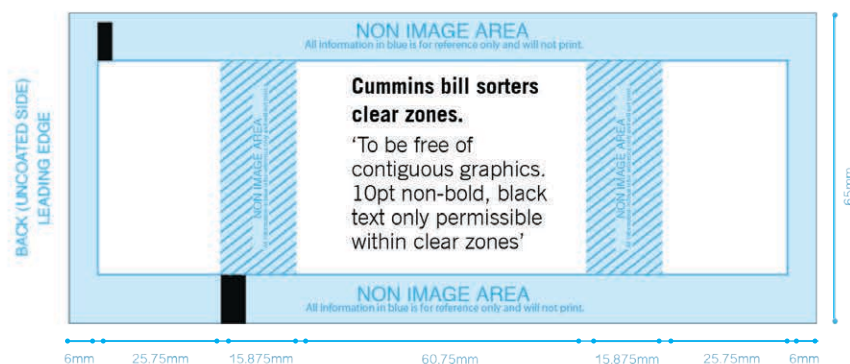 NON IMAGE AREA
All information in blue is for reference only and will not print.
BACK (UNCOATED SIDE)
LEADING EDGE
NON IMAGE AREA
Cummins bill sorters
clear zones.
‘To be free of
contiguous graphics.
10pt non-bold, black
text only permissible
within clear zones’
NON IMAGE AREA
65mm
NON IMAGE AREA
All information in blue is for reference only and will not print.
6mm 25.75mm 15.875mm 60.75mm 15.875mm 25.75mm 6mm